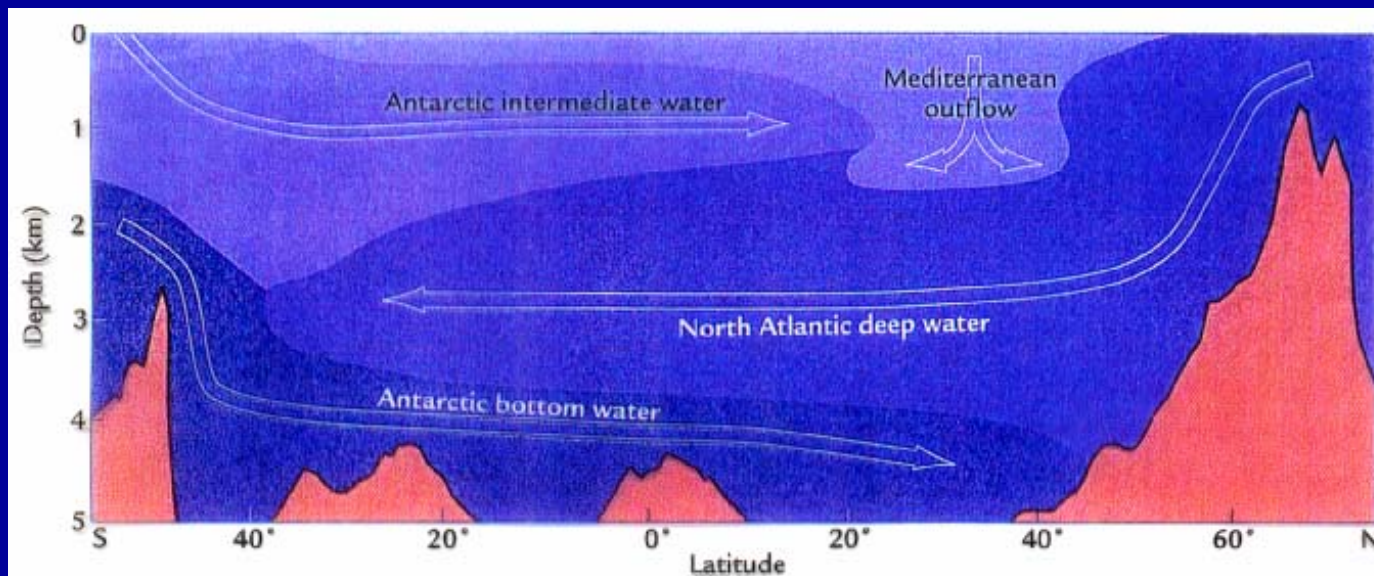 0
1
2
3
4
5
Depth (km)
Antarctic intermediate water
Mediterranean
outflow
North Atlantic deep water
Antarctic bottom water
S
40°
20°
0°
20°
40°
60°
N
Latitude